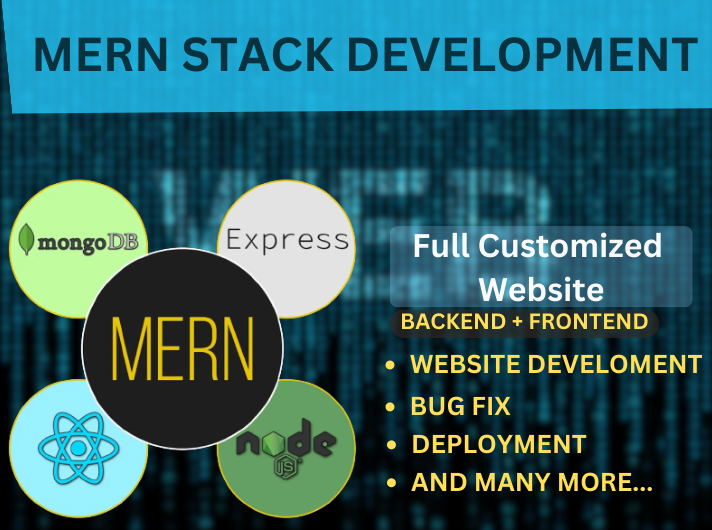 MERN STACK DEVELOPMENT
WEB
mongoDB
Express
MERN
node
JS
Full Customized
Website
BACKEND + FRONTEND
• WEBSITE DEVELOMENT
• BUG FIX
• DEPLOYMENT
• AND MANY MORE...